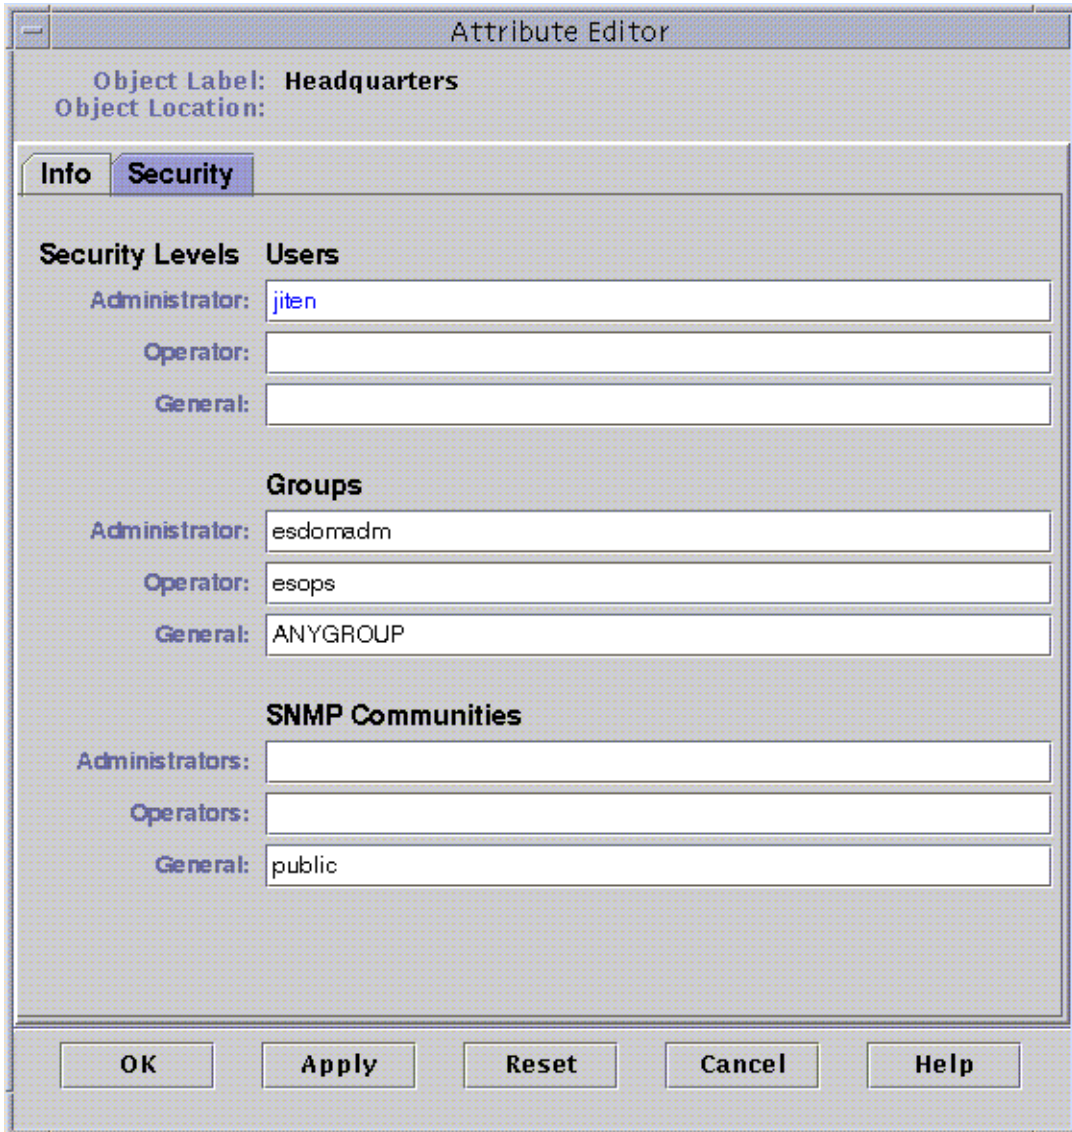 Attribute Editor
Object Label: Headquarters
Object Location:
Info Security
Security Levels Users
Administrator: jiten
Operator:
General:
Groups
Administrator: esdomadm
Operator: esops
General: ANYGROUP
SNMP Communities
Administrators:
Operators:
General: public
OK Apply Reset Cancel Help